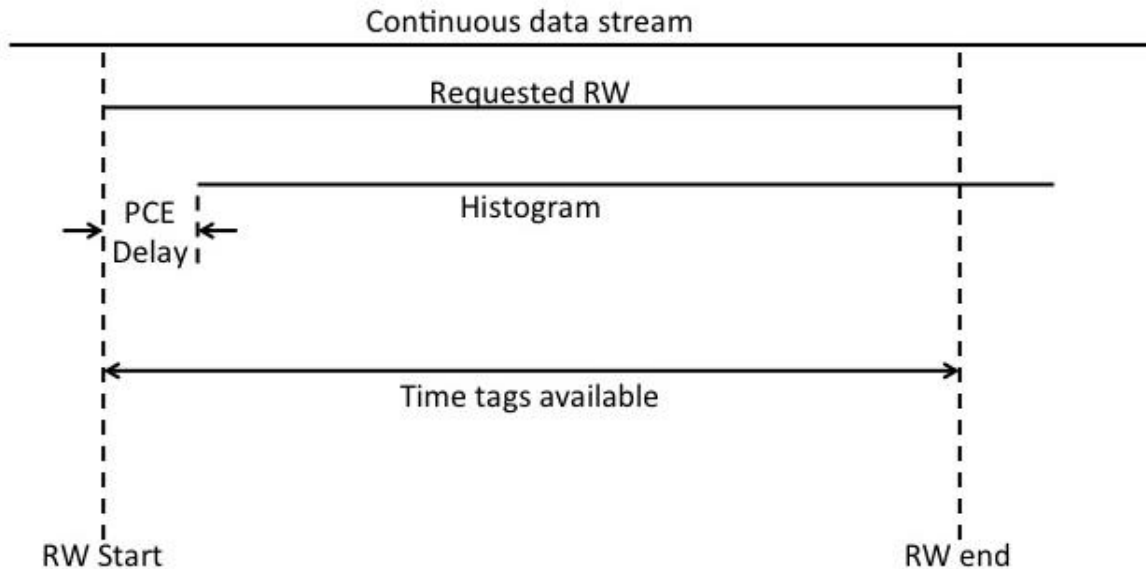 Continuous data stream
Requested RW
Histogram
PCE
Delay
Time tags available
RW Start
RW end